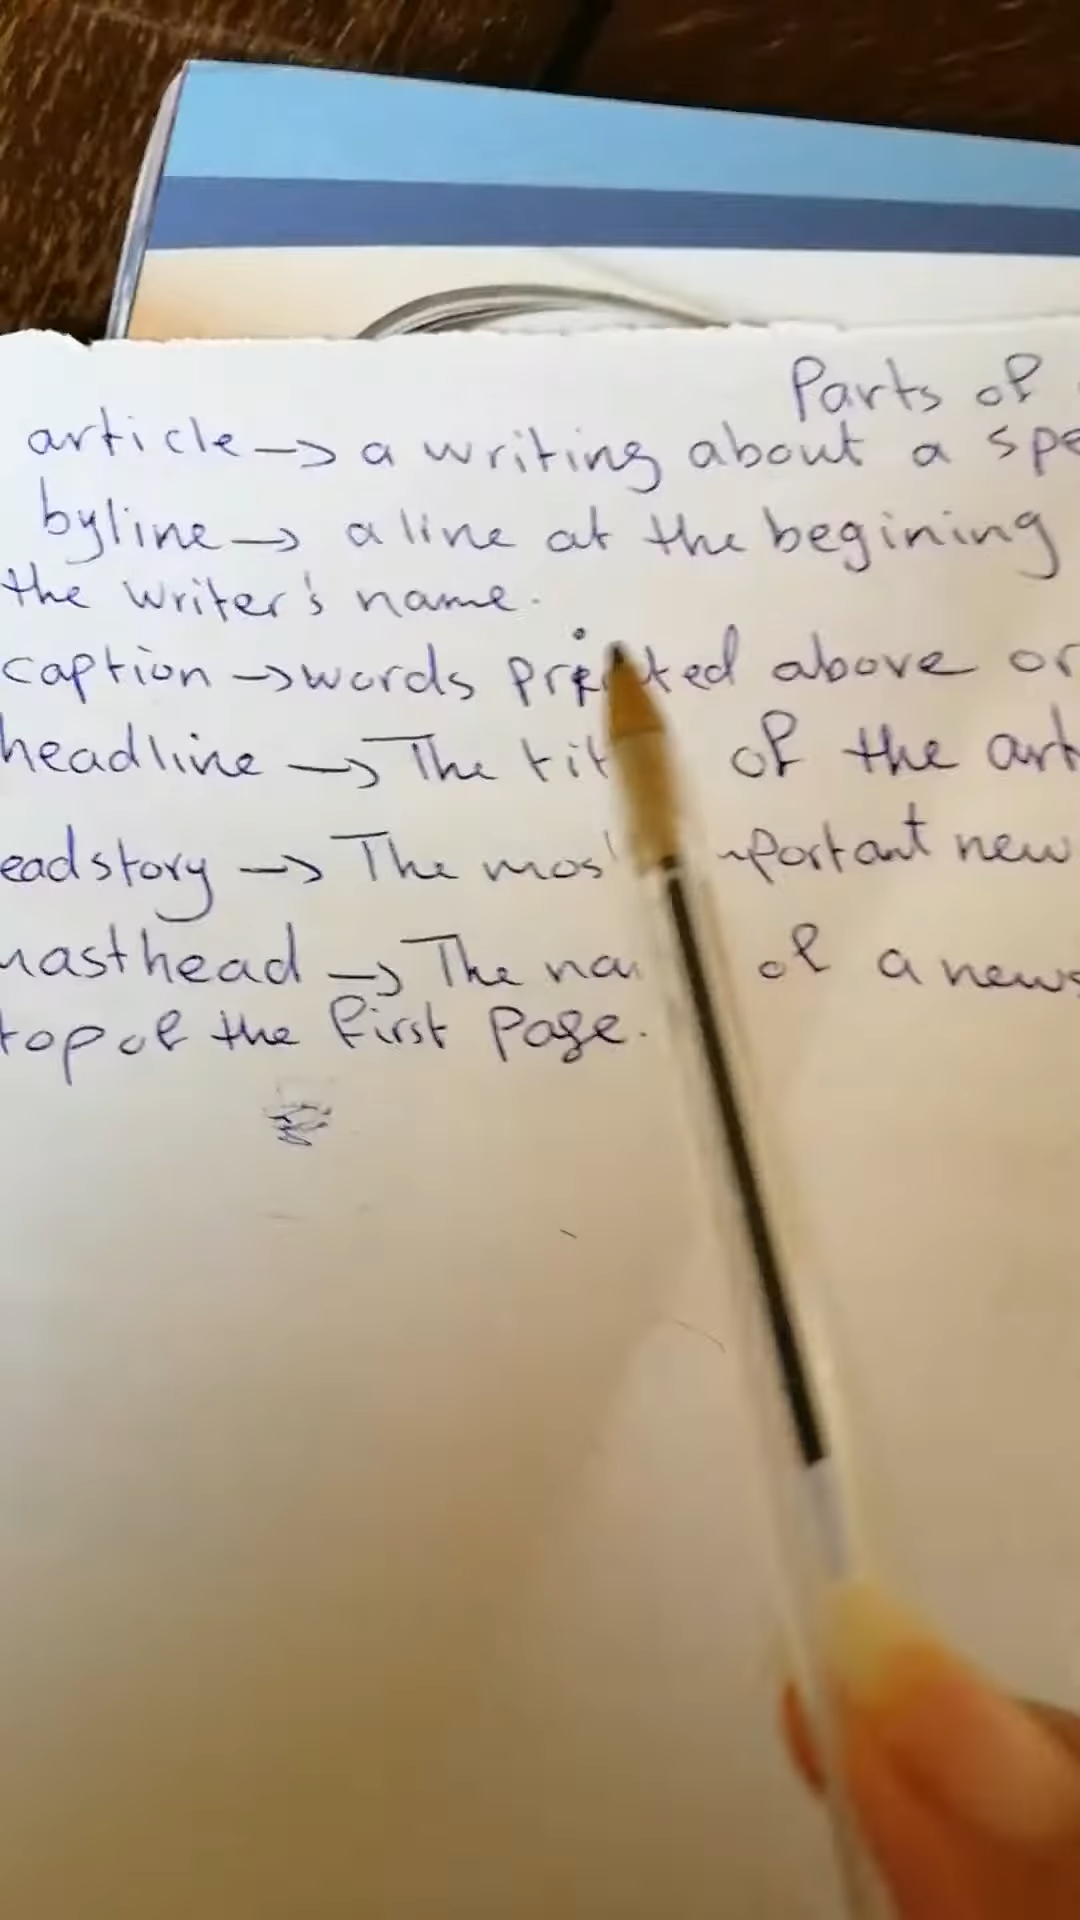 Parts of
article → a writing about a spe
byline → a line at the begining
the writer's name.
caption → words printed above or
headline → The tit of the art
eadstory → The mos portant new
masthead → The na of a news
top of the first Page.